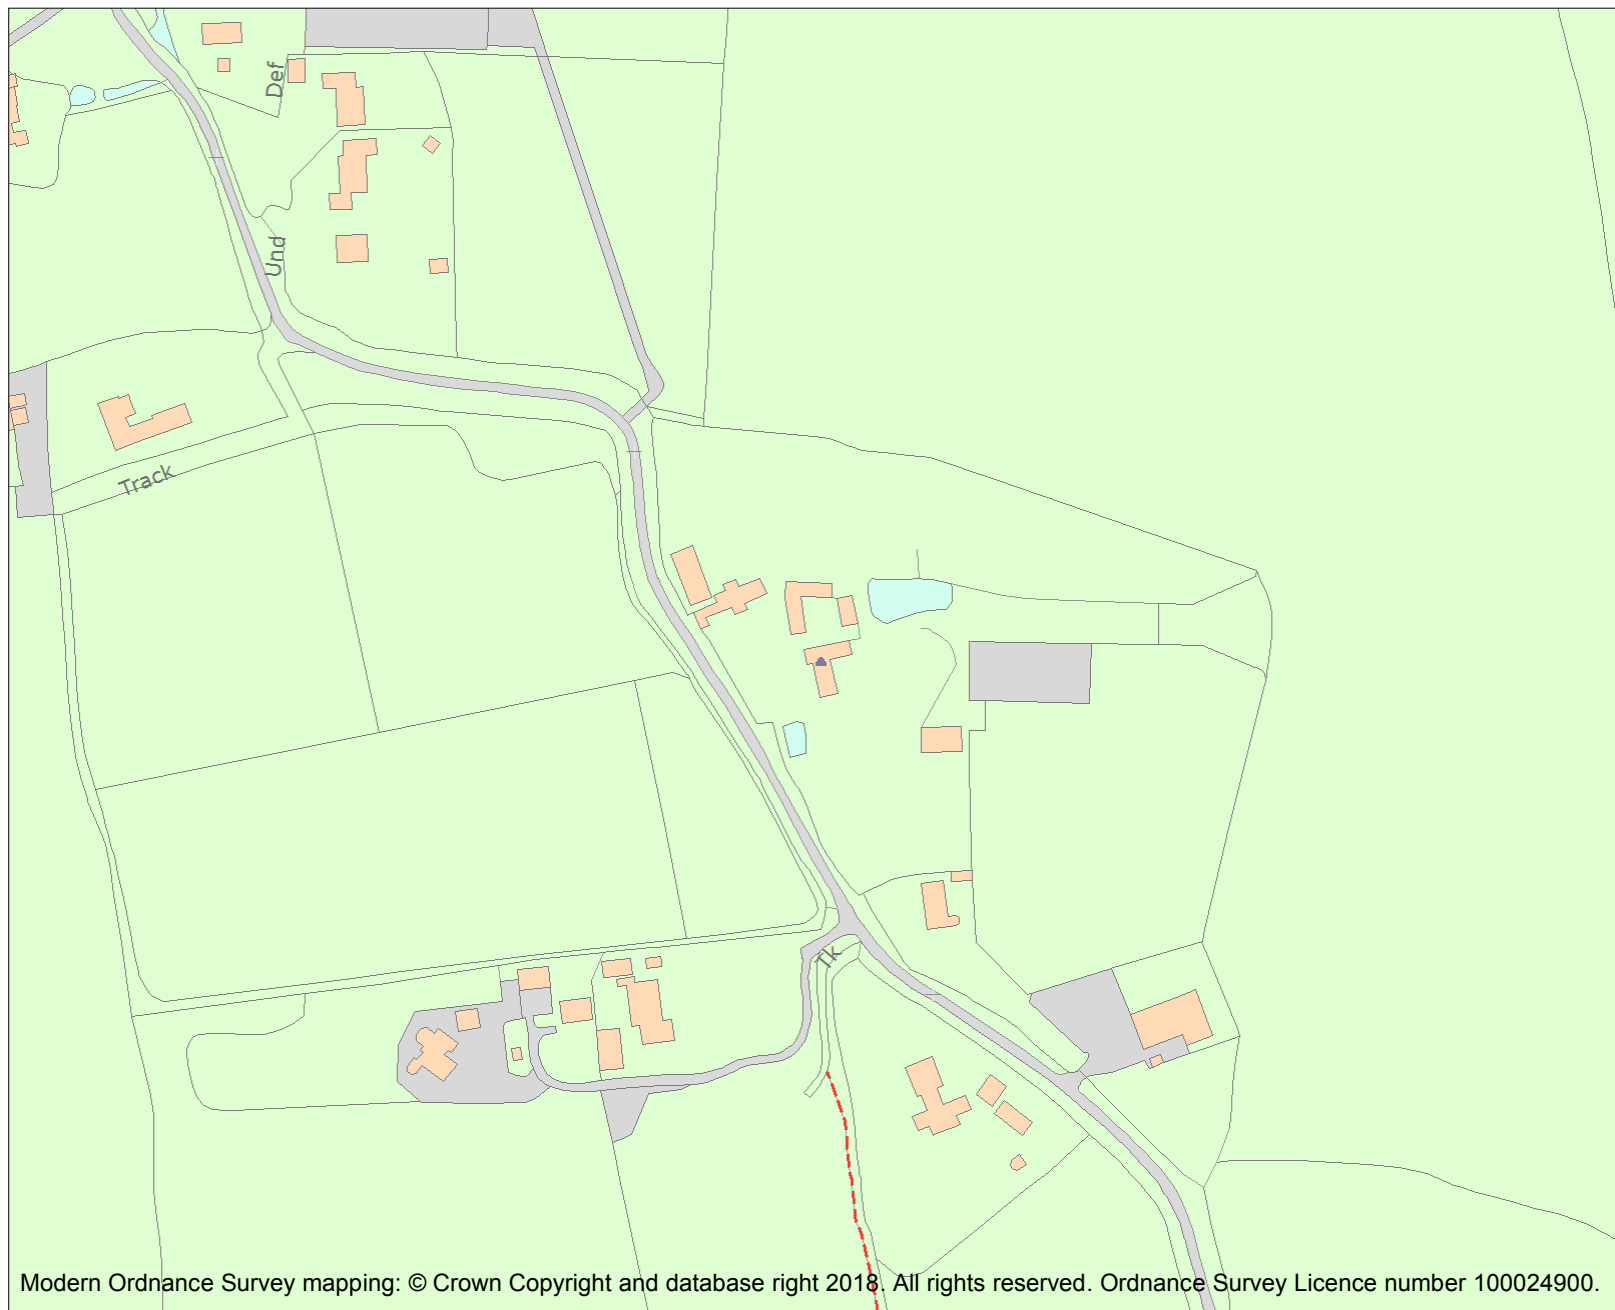 Def
Und
Track
Tk
Modern Ordnance Survey mapping: © Crown Copyright and database right 2018. All rights reserved. Ordnance Survey Licence number 100024900.